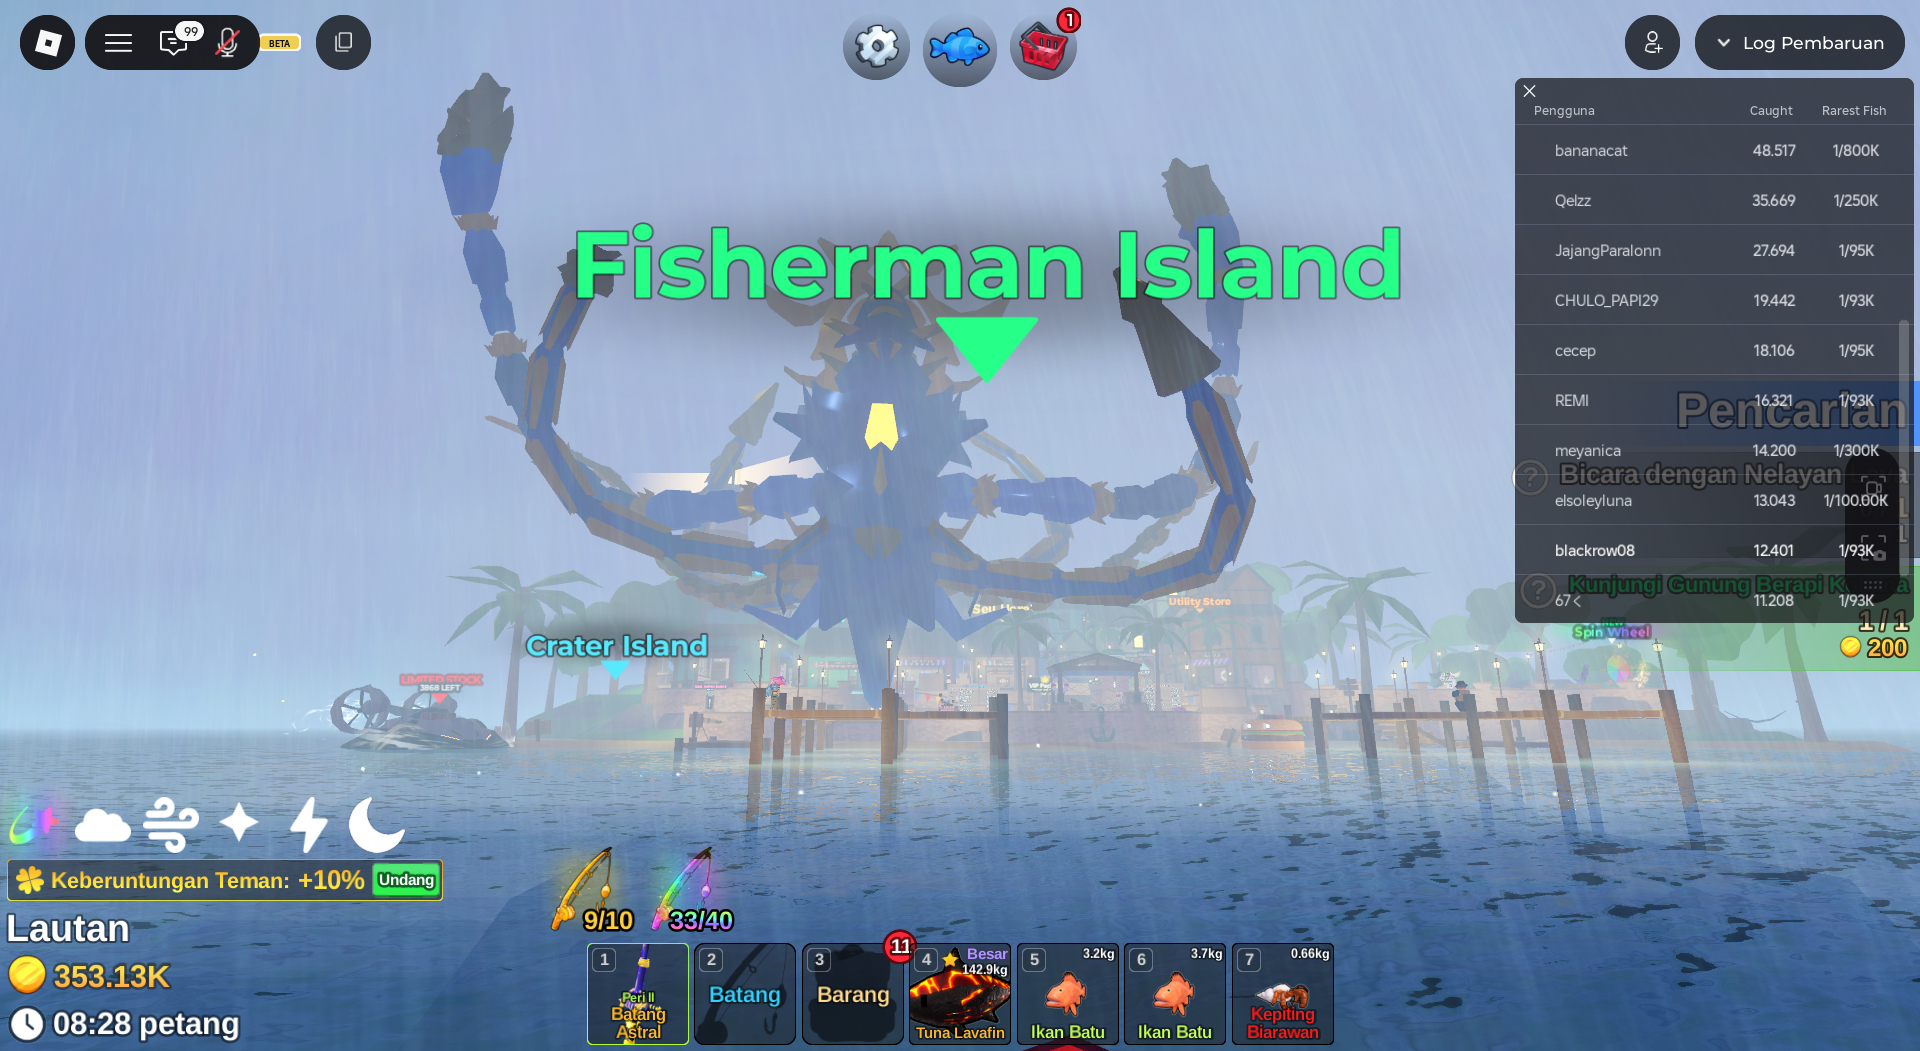 99
BETA
1
Log Pembaruan
Pengguna Caught Rarest Fish
bananacat 48.517 1/800K
Qelzz 35.669 1/250K
JajangParalonn 27.694 1/95K
CHULO_PAPI29 19.442 1/93K
cecep 18.106 1/95K
REMI 16.321 1/93K
meyanica 14.200 1/300K
elsoleyluna 13.043 1/100.00K
blackrow08 12.401 1/93K
67< 11.208 1/93K
Fisherman Island
Pencarian
Bicara dengan Nelayan
Kunjungi Gunung Berapi
1 / 1
200
Utility Store
Spin Wheel
Crater Island
LIMITED STOCK
3868 LEFT
Keberuntungan Teman: +10% Undang
Lautan
353.13K
08:28 petang
9/10
33/40
1
Peri II
Batang
Astral
2
Batang
3
Barang
11
4
Besar
142.9kg
Tuna Lavafin
5
3.2kg
Ikan Batu
6
3.7kg
Ikan Batu
7
0.66kg
Kepiting
Biarawan